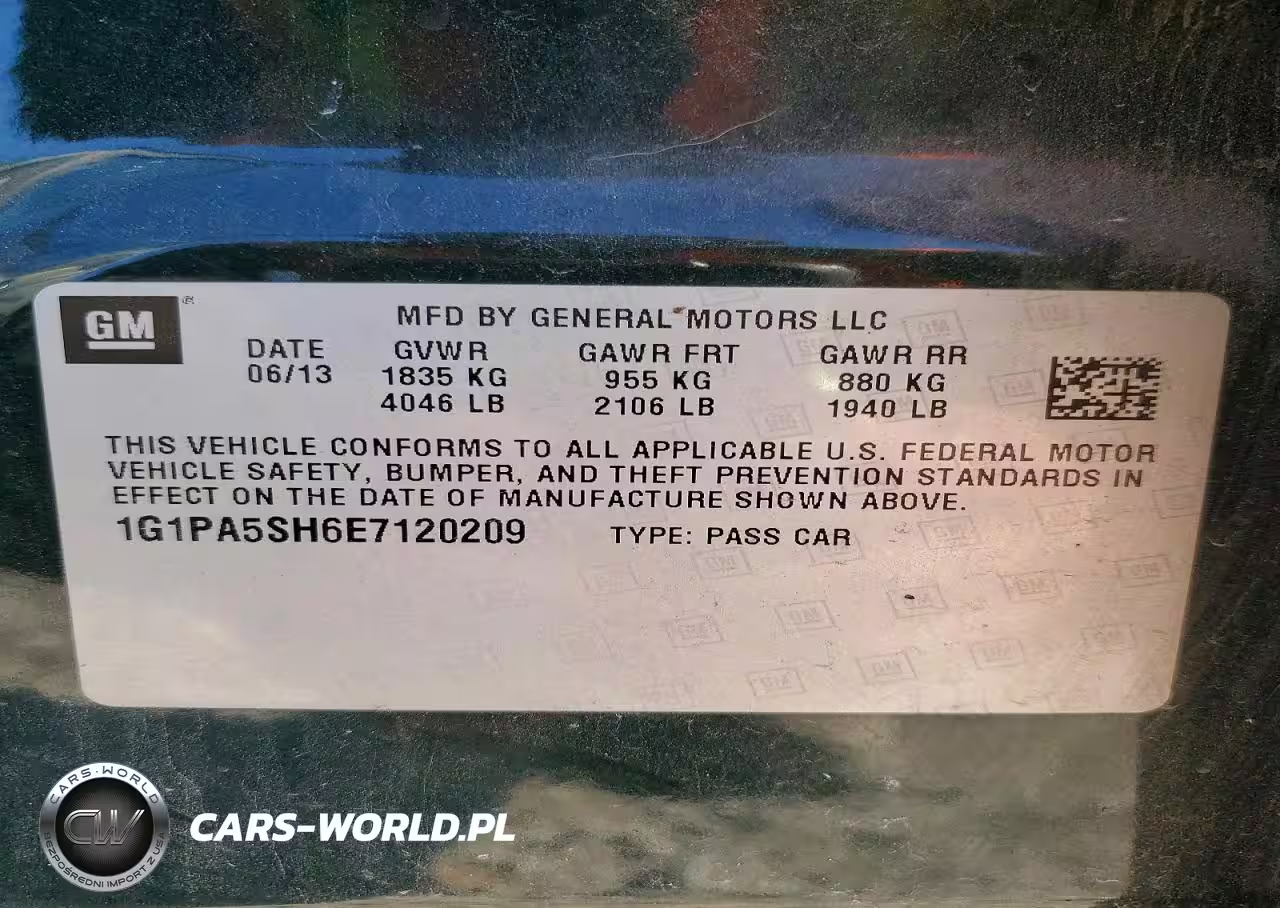 GM
MFD BY GENERAL MOTORS LLC
DATE GVWR GAWR FRT GAWR RR
06/13 1835 KG 955 KG 880 KG
4046 LB 2106 LB 1940 LB
THIS VEHICLE CONFORMS TO ALL APPLICABLE U.S. FEDERAL MOTOR
VEHICLE SAFETY, BUMPER, AND THEFT PREVENTION STANDARDS IN
EFFECT ON THE DATE OF MANUFACTURE SHOWN ABOVE.
1G1PA5SH6E7120209 TYPE: PASS CAR
CARS-WORLD
CW
BEZPOŚREDNI IMPORT Z USA
CARS-WORLD.PL